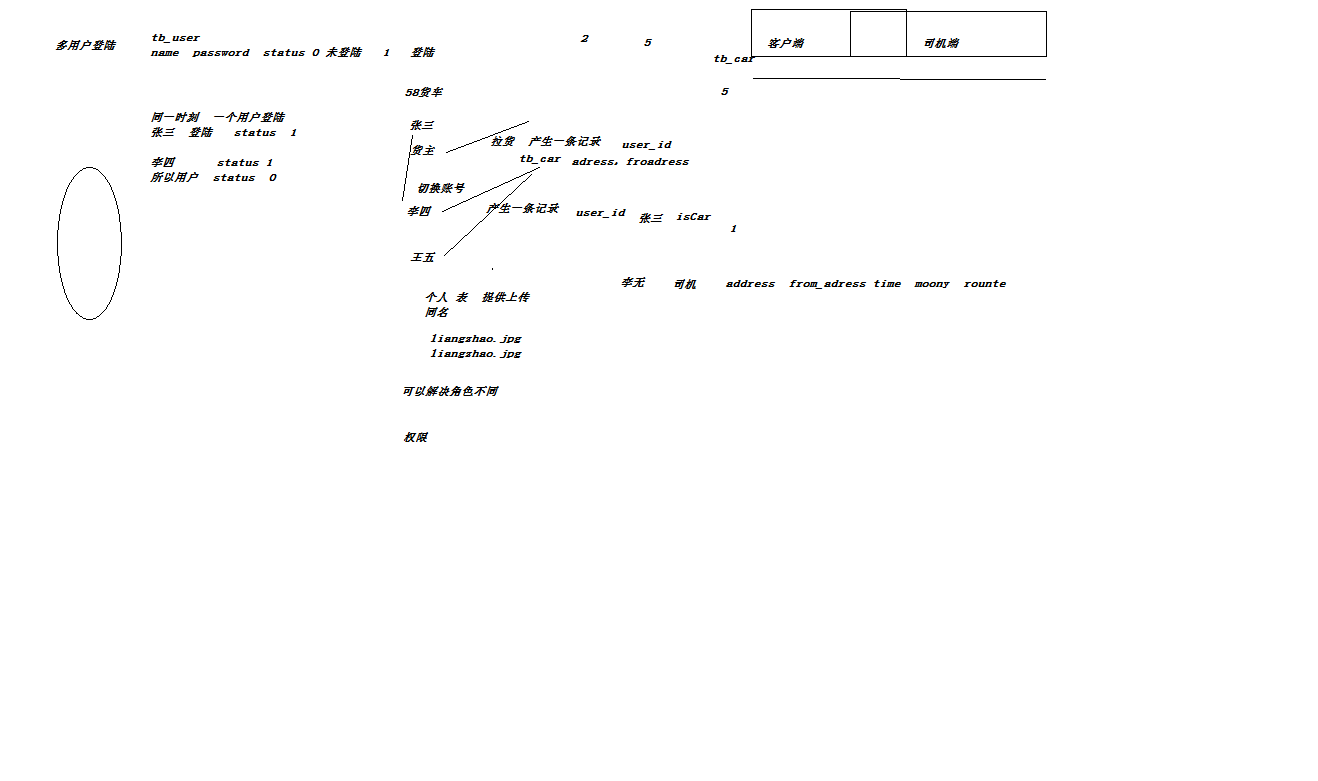 多用户登陆
tb_user
name password status 0 未登陆 1 登陆
2
5
客户端
司机端
tb_car
5
58货车
同一时刻 一个用户登陆
张三 登陆 status 1
李四 status 1
所以用户 status 0
张三
货主
拉货 产生一条记录 user_id
tb_car adress，froadress
切换账号
李四
产生一条记录 user_id 张三 isCar
1
王五
李无 司机 address from_adress time moony rounte
个人 表 提供上传
同名
liangzhao.jpg
liangzhao.jpg
可以解决角色不同
权限